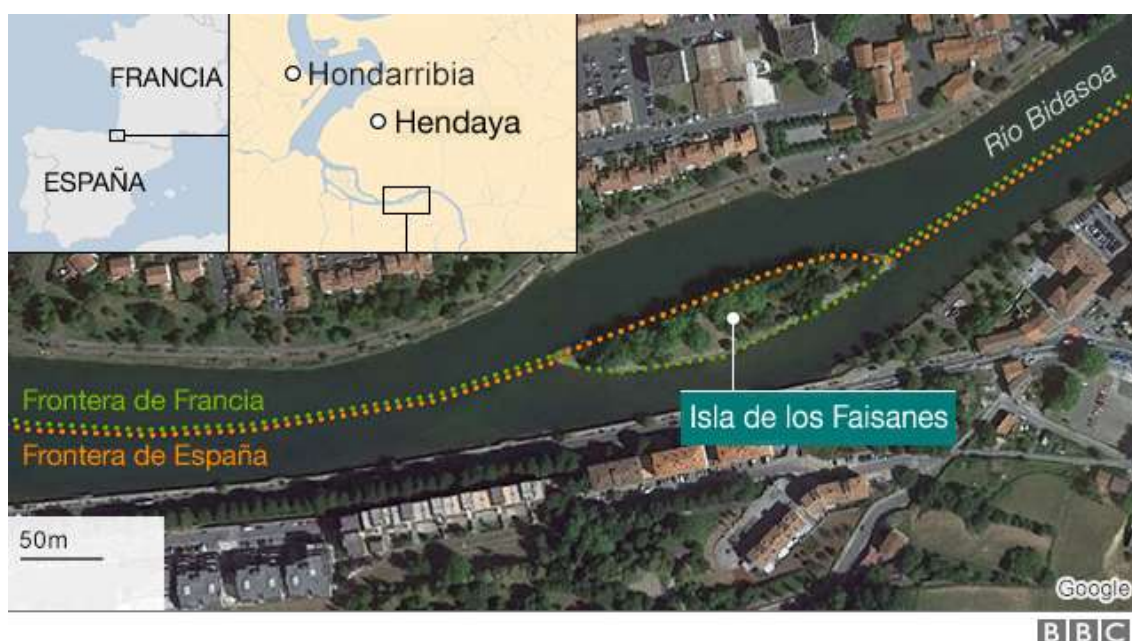 FRANCIA
ESPAÑA
Hondarribia
Hendaya
Río Bidasoa
Frontera de Francia
Frontera de España
Isla de los Faisanes
50m
Google
BBC